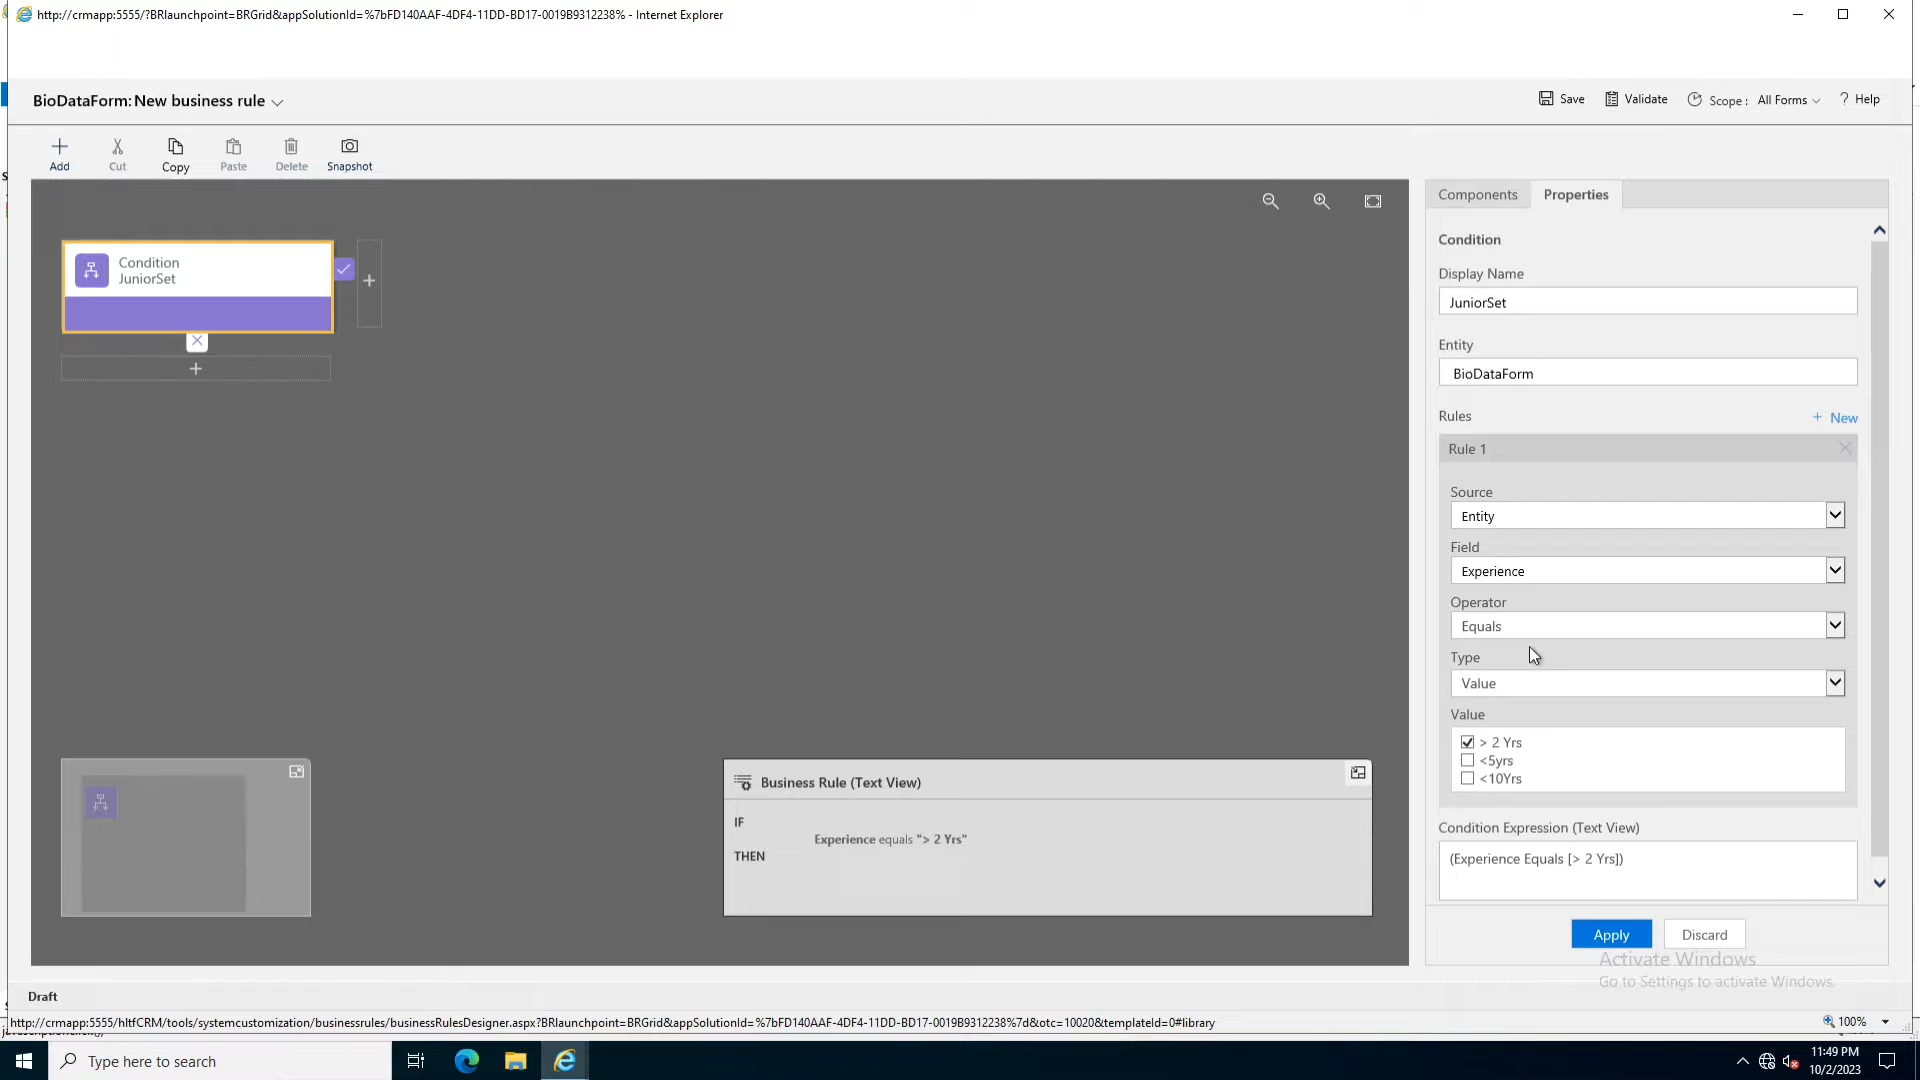 http://crmapp:5555/?BRlaunchpoint=BRGrid&appSolutionId=%7bFD140AAF-4DF4-11DD-BD17-0019B9312238% - Internet Explorer
BioDataForm: New business rule
Save
Validate
Scope :
All Forms
? Help
Add
Cut
Copy
Paste
Delete
Snapshot
Components
Properties
Condition
JuniorSet
Condition
Display Name
JuniorSet
Entity
BioDataForm
Rules
+ New
Rule 1
Source
Entity
Field
Experience
Operator
Equals
Type
Value
Value
> 2 Yrs
<5yrs
<10Yrs
Business Rule (Text View)
IF
Experience equals "> 2 Yrs"
THEN
Condition Expression (Text View)
(Experience Equals [> 2 Yrs])
Apply
Discard
Activate Windows
Go to Settings to activate Windows.
Draft
http://crmapp:5555/hltfCRM/tools/systemcustomization/businessrules/businessRulesDesigner.aspx?BRlaunchpoint=BRGrid&appSolutionId=%7bFD140AAF-4DF4-11DD-BD17-0019B9312238%7d&otc=10020&templateId=0#library
100%
Type here to search
11:49 PM
10/2/2023